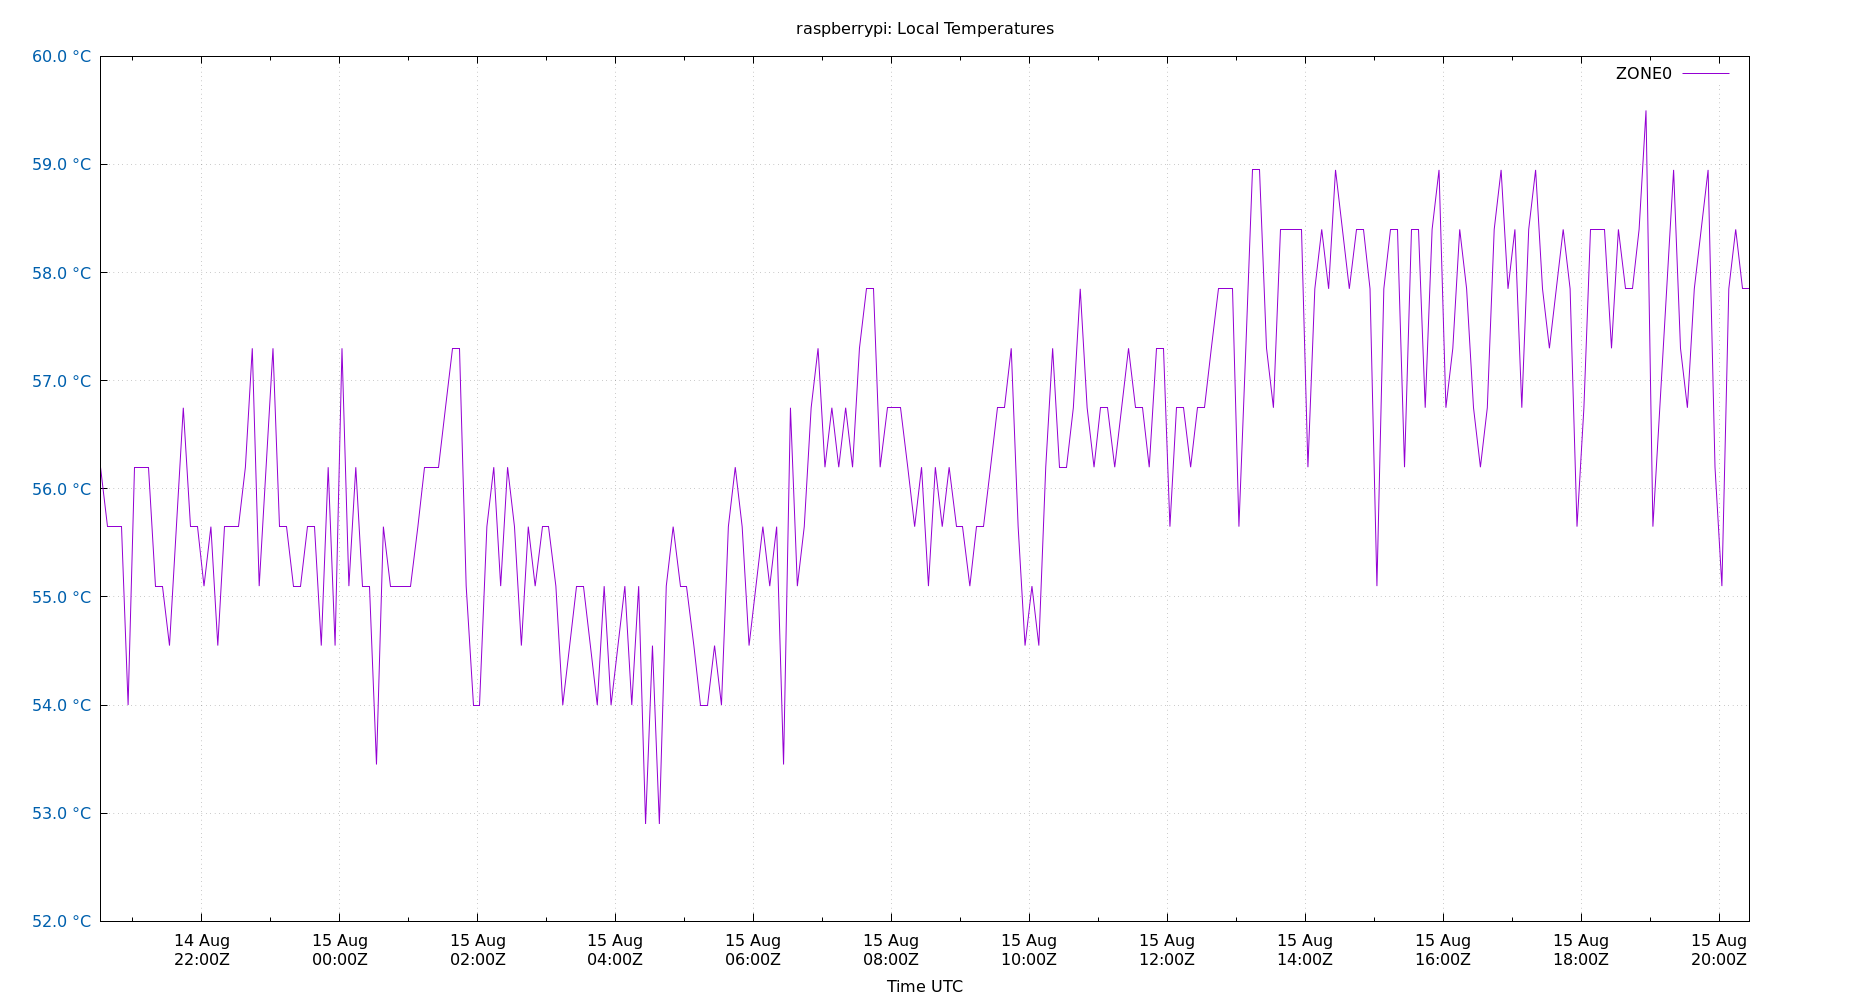 raspberrypi: Local Temperatures
60.0 °C
ZONE0
59.0 °C
58.0 °C
57.0 °C
56.0 °C
55.0 °C
54.0 °C
53.0 °C
52.0 °C
14 Aug 15 Aug 15 Aug 15 Aug 15 Aug 15 Aug 15 Aug 15 Aug 15 Aug 15 Aug 15 Aug 15 Aug
22:00Z 00:00Z 02:00Z 04:00Z 06:00Z 08:00Z 10:00Z 12:00Z 14:00Z 16:00Z 18:00Z 20:00Z
Time UTC